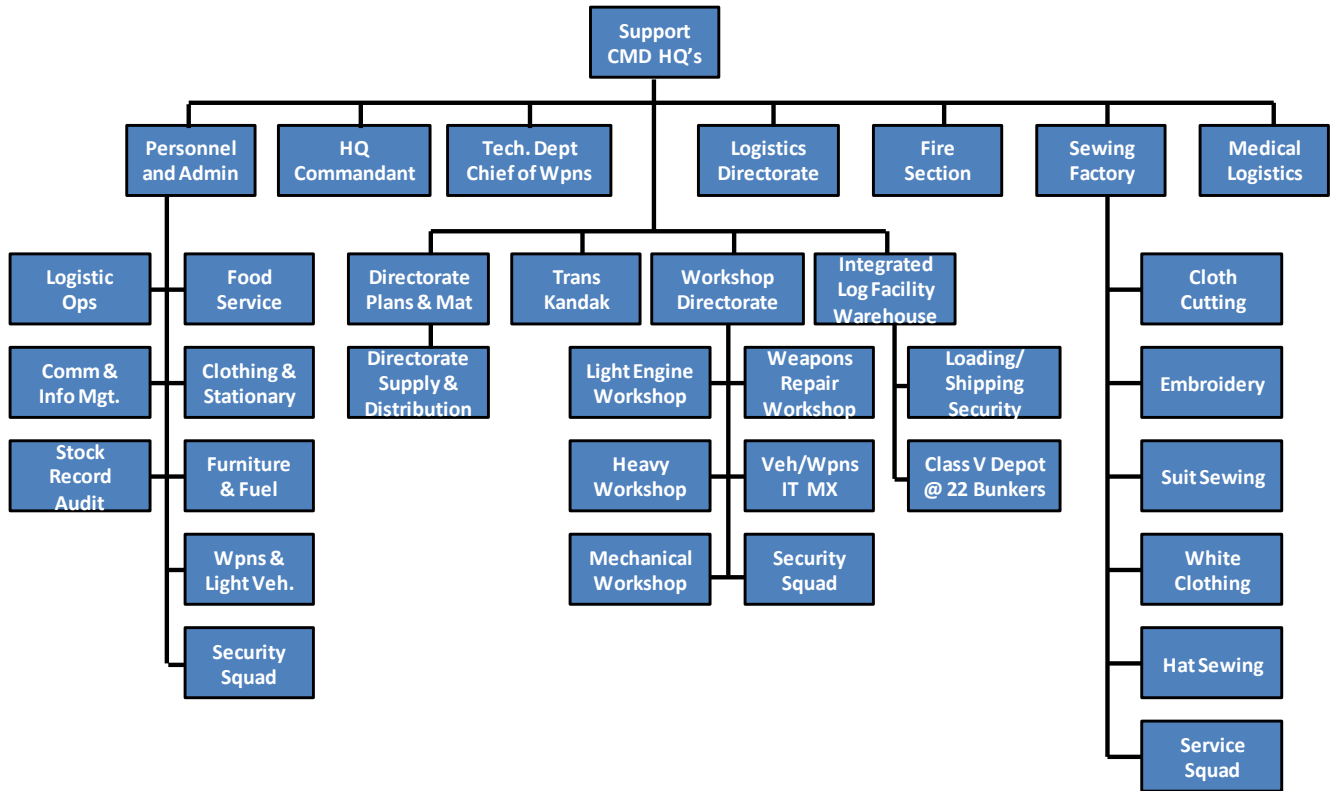 Support
CMD HQ's
Personnel
and Admin
HQ
Commandant
Tech. Dept
Chief of Wpns
Logistics
Directorate
Fire
Section
Sewing
Factory
Medical
Logistics
Logistic
Ops
Food
Service
Comm &
Info Mgt.
Clothing &
Stationary
Stock
Record
Audit
Furniture
& Fuel
Wpns &
Light Veh.
Security
Squad
Directorate
Plans & Mat
Directorate
Supply &
Distribution
Trans
Kandak
Workshop
Directorate
Light Engine
Workshop
Weapons
Repair
Workshop
Heavy
Workshop
Veh/Wpns
IT MX
Mechanical
Workshop
Security
Squad
Integrated
Log Facility
Warehouse
Loading/
Shipping
Security
Class V Depot
@ 22 Bunkers
Cloth
Cutting
Embroidery
Suit Sewing
White
Clothing
Hat Sewing
Service
Squad